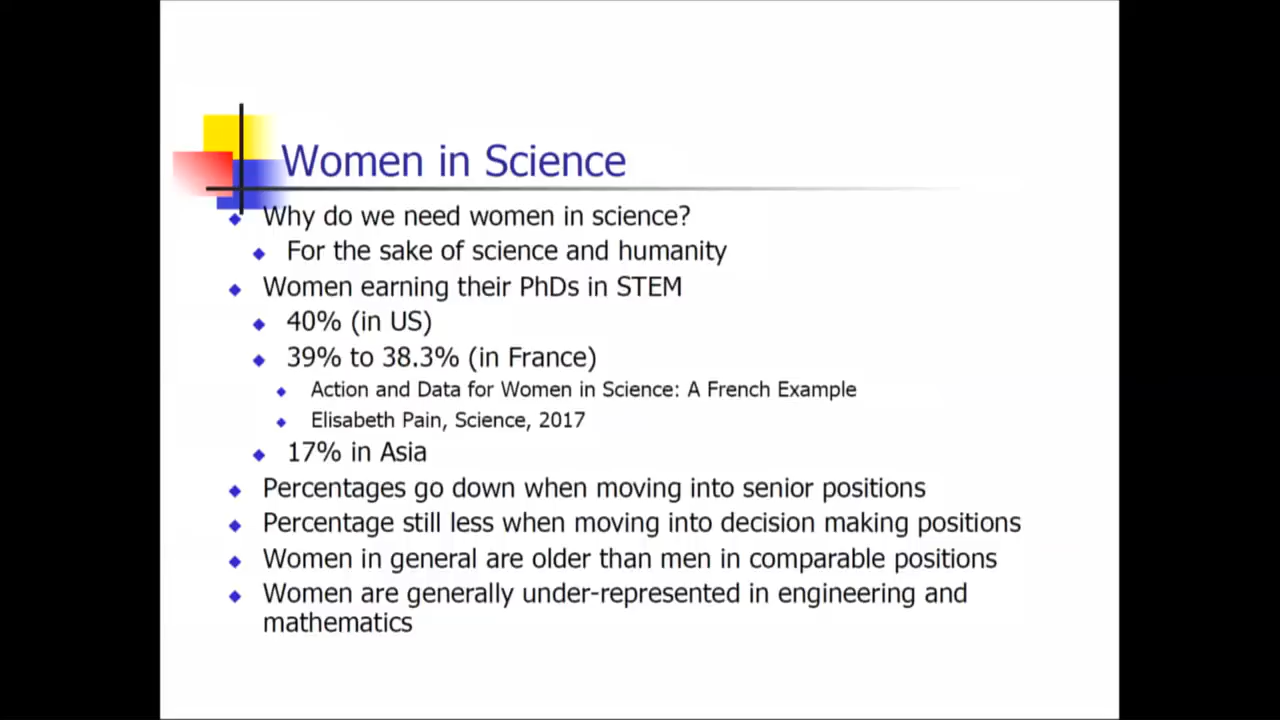 Women in Science
Why do we need women in science?
For the sake of science and humanity
Women earning their PhDs in STEM
40% (in US)
39% to 38.3% (in France)
Action and Data for Women in Science: A French Example
Elisabeth Pain, Science, 2017
17% in Asia
Percentages go down when moving into senior positions
Percentage still less when moving into decision making positions
Women in general are older than men in comparable positions
Women are generally under-represented in engineering and
mathematics